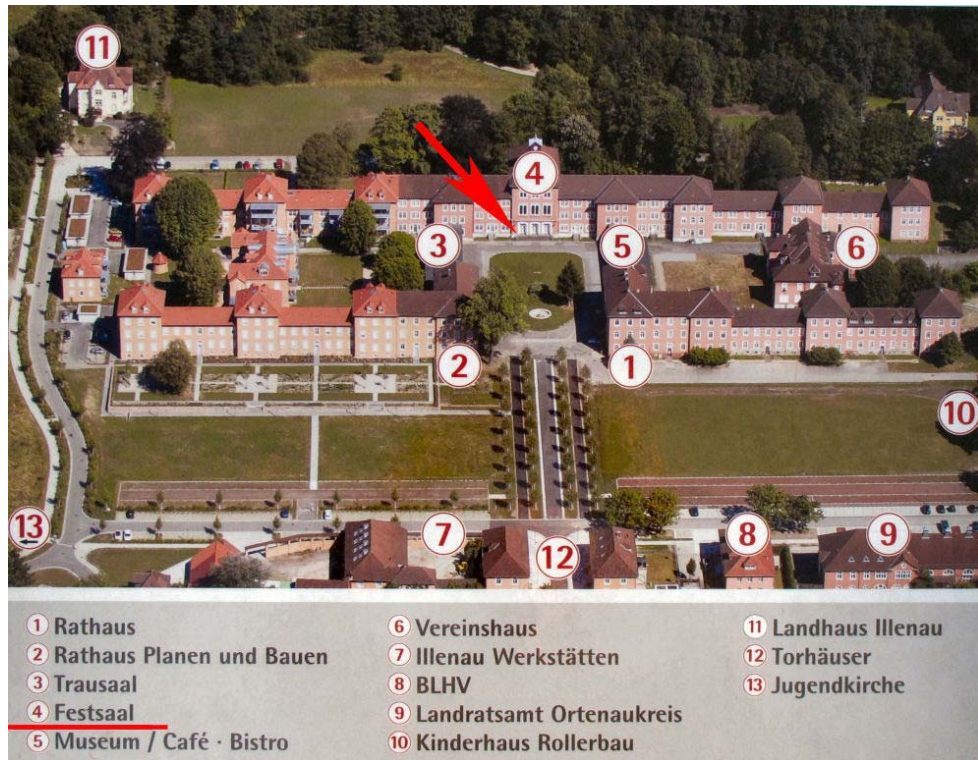 11
4
3
5
6
2
1
10
13
7
12
8
9
1 Rathaus
2 Rathaus Planen und Bauen
3 Trausaal
4 Festsaal
5 Museum / Café · Bistro
6 Vereinshaus
7 Illenau Werkstätten
8 BLHV
9 Landratsamt Ortenaukreis
10 Kinderhaus Rollerbau
11 Landhaus Illenau
12 Torhäuser
13 Jugendkirche